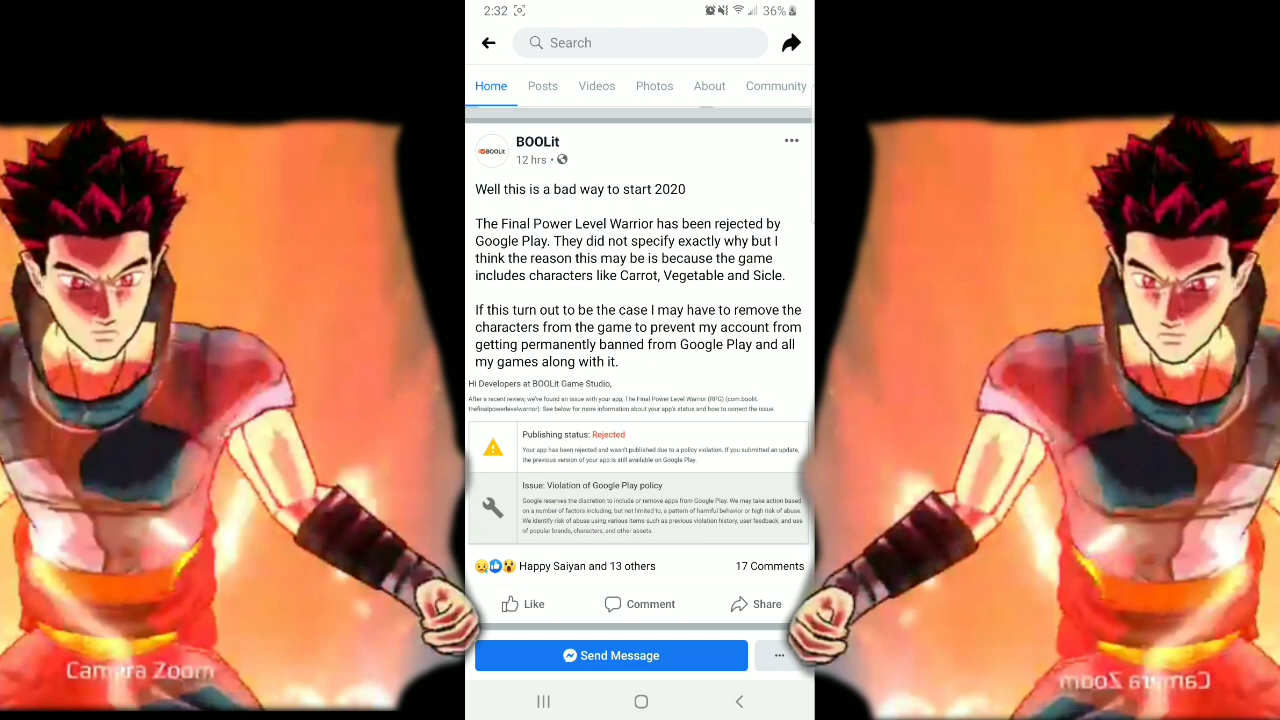 2:32
36%
Search
Home Posts Videos Photos About Community
BOOLit
BOOLit
12 hrs
Well this is a bad way to start 2020
The Final Power Level Warrior has been rejected by
Google Play. They did not specify exactly why but I
think the reason this may be is because the game
includes characters like Carrot, Vegetable and Sicle.
If this turn out to be the case I may have to remove the
characters from the game to prevent my account from
getting permanently banned from Google Play and all
my games along with it.
Hi Developers at BOOLit Game Studio,
After a recent review, we've found an issue with your app, The Final Power Level Warrior (RPG) (com.boolit.
thefinalpowerlevelwarrior). See below for more information about your app's status and how to correct the issue.
Publishing status: Rejected
Your app has been rejected and wasn't published due to a policy violation. If you submitted an update,
the previous version of your app is still available on Google Play.
Issue: Violation of Google Play policy
Google reserves the discretion to include or remove apps from Google Play. We may take action based
on a number of factors including, but not limited to, a pattern of harmful behavior or high risk of abuse.
We identify risk of abuse using various items such as previous violation history, user feedback, and use
of popular brands, characters, and other assets.
Happy Saiyan and 13 others 17 Comments
Like Comment Share
Send Message
Camera Zoom
Camera Zoom